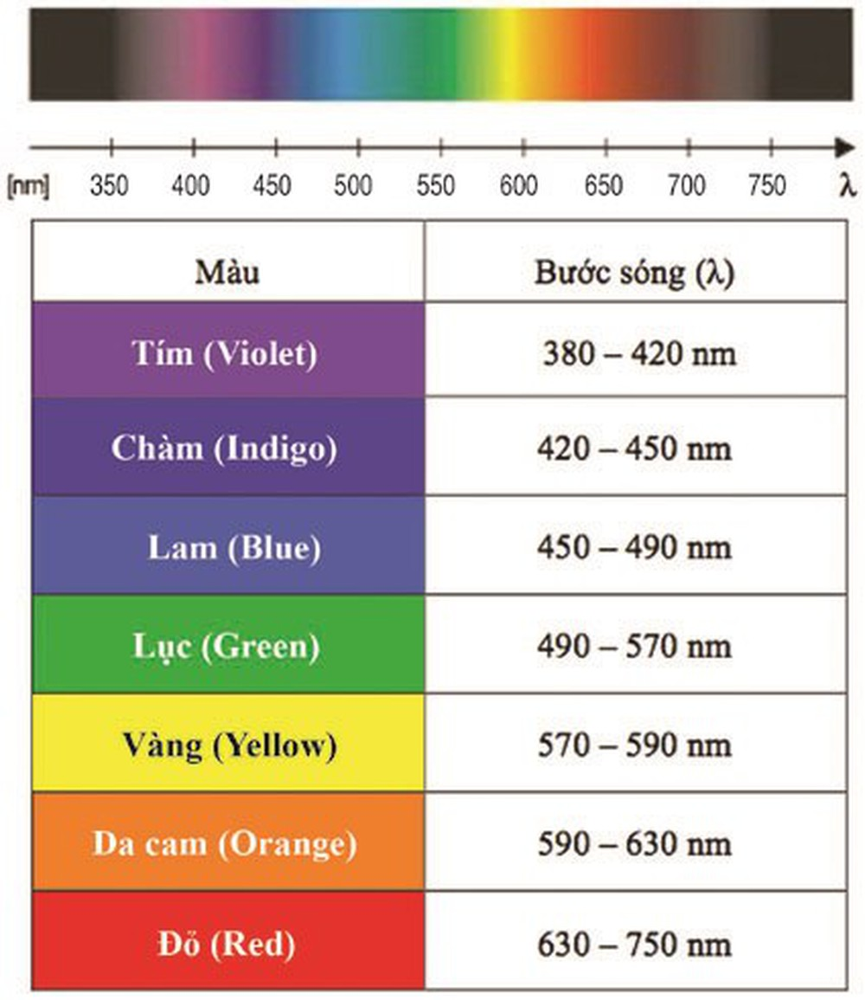 [nm] 350 400 450 500 550 600 650 700 750 λ
Màu Bước sóng (λ)
Tím (Violet) 380 – 420 nm
Chàm (Indigo) 420 – 450 nm
Lam (Blue) 450 – 490 nm
Lục (Green) 490 – 570 nm
Vàng (Yellow) 570 – 590 nm
Da cam (Orange) 590 – 630 nm
Đỏ (Red) 630 – 750 nm